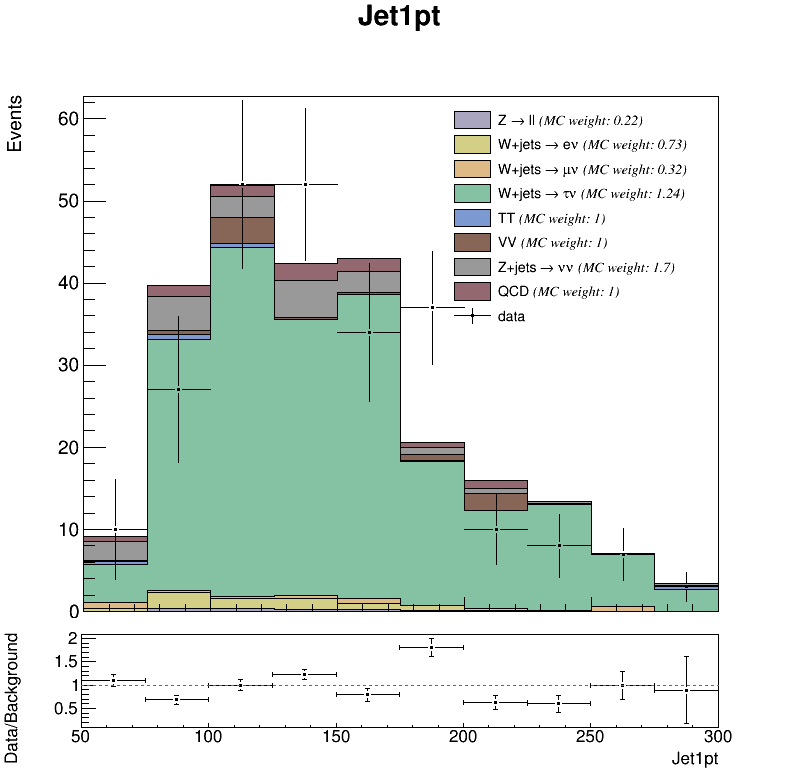 Jet1pt
Events
60
50
40
30
20
10
0
Z → ll (MC weight: 0.22)
W+jets → eν (MC weight: 0.73)
W+jets → μν (MC weight: 0.32)
W+jets → τν (MC weight: 1.24)
TT (MC weight: 1)
VV (MC weight: 1)
Z+jets → νν (MC weight: 1.7)
QCD (MC weight: 1)
data
Data/Background
2
1.5
1
0.5
50 100 150 200 250 300
Jet1pt